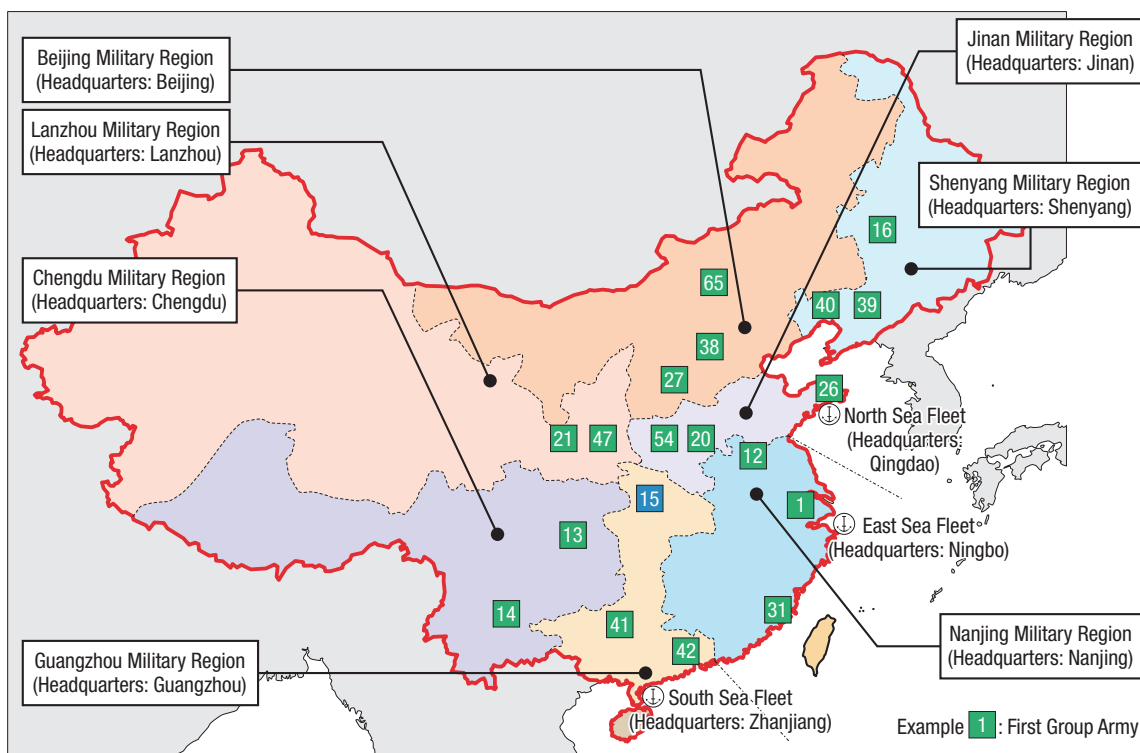 Beijing Military Region
(Headquarters: Beijing)
Jinan Military Region
(Headquarters: Jinan)
Lanzhou Military Region
(Headquarters: Lanzhou)
Shenyang Military Region
(Headquarters: Shenyang)
Chengdu Military Region
(Headquarters: Chengdu)
16
65
40
39
38
27
26
21
47
54
20
12
North Sea Fleet
(Headquarters:
Qingdao)
15
1
13
East Sea Fleet
(Headquarters: Ningbo)
14
41
31
42
Guangzhou Military Region
(Headquarters: Guangzhou)
Nanjing Military Region
(Headquarters: Nanjing)
South Sea Fleet
(Headquarters: Zhanjiang)
Example 1 : First Group Army